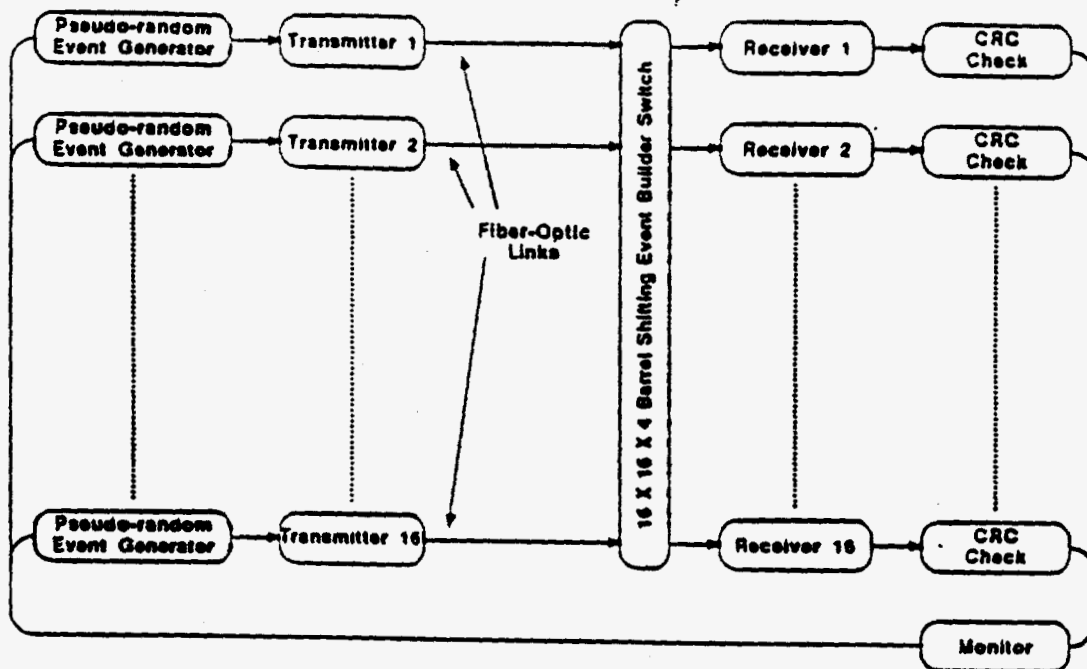 Pseudo-random
Event Generator
Transmitter 1
Receiver 1
CRC
Check
Pseudo-random
Event Generator
Transmitter 2
Receiver 2
CRC
Check
Fiber-Optic
Links
16 X 16 X 4 Barrel Shifting Event Builder Switch
Pseudo-random
Event Generator
Transmitter 16
Receiver 16
CRC
Check
Monitor